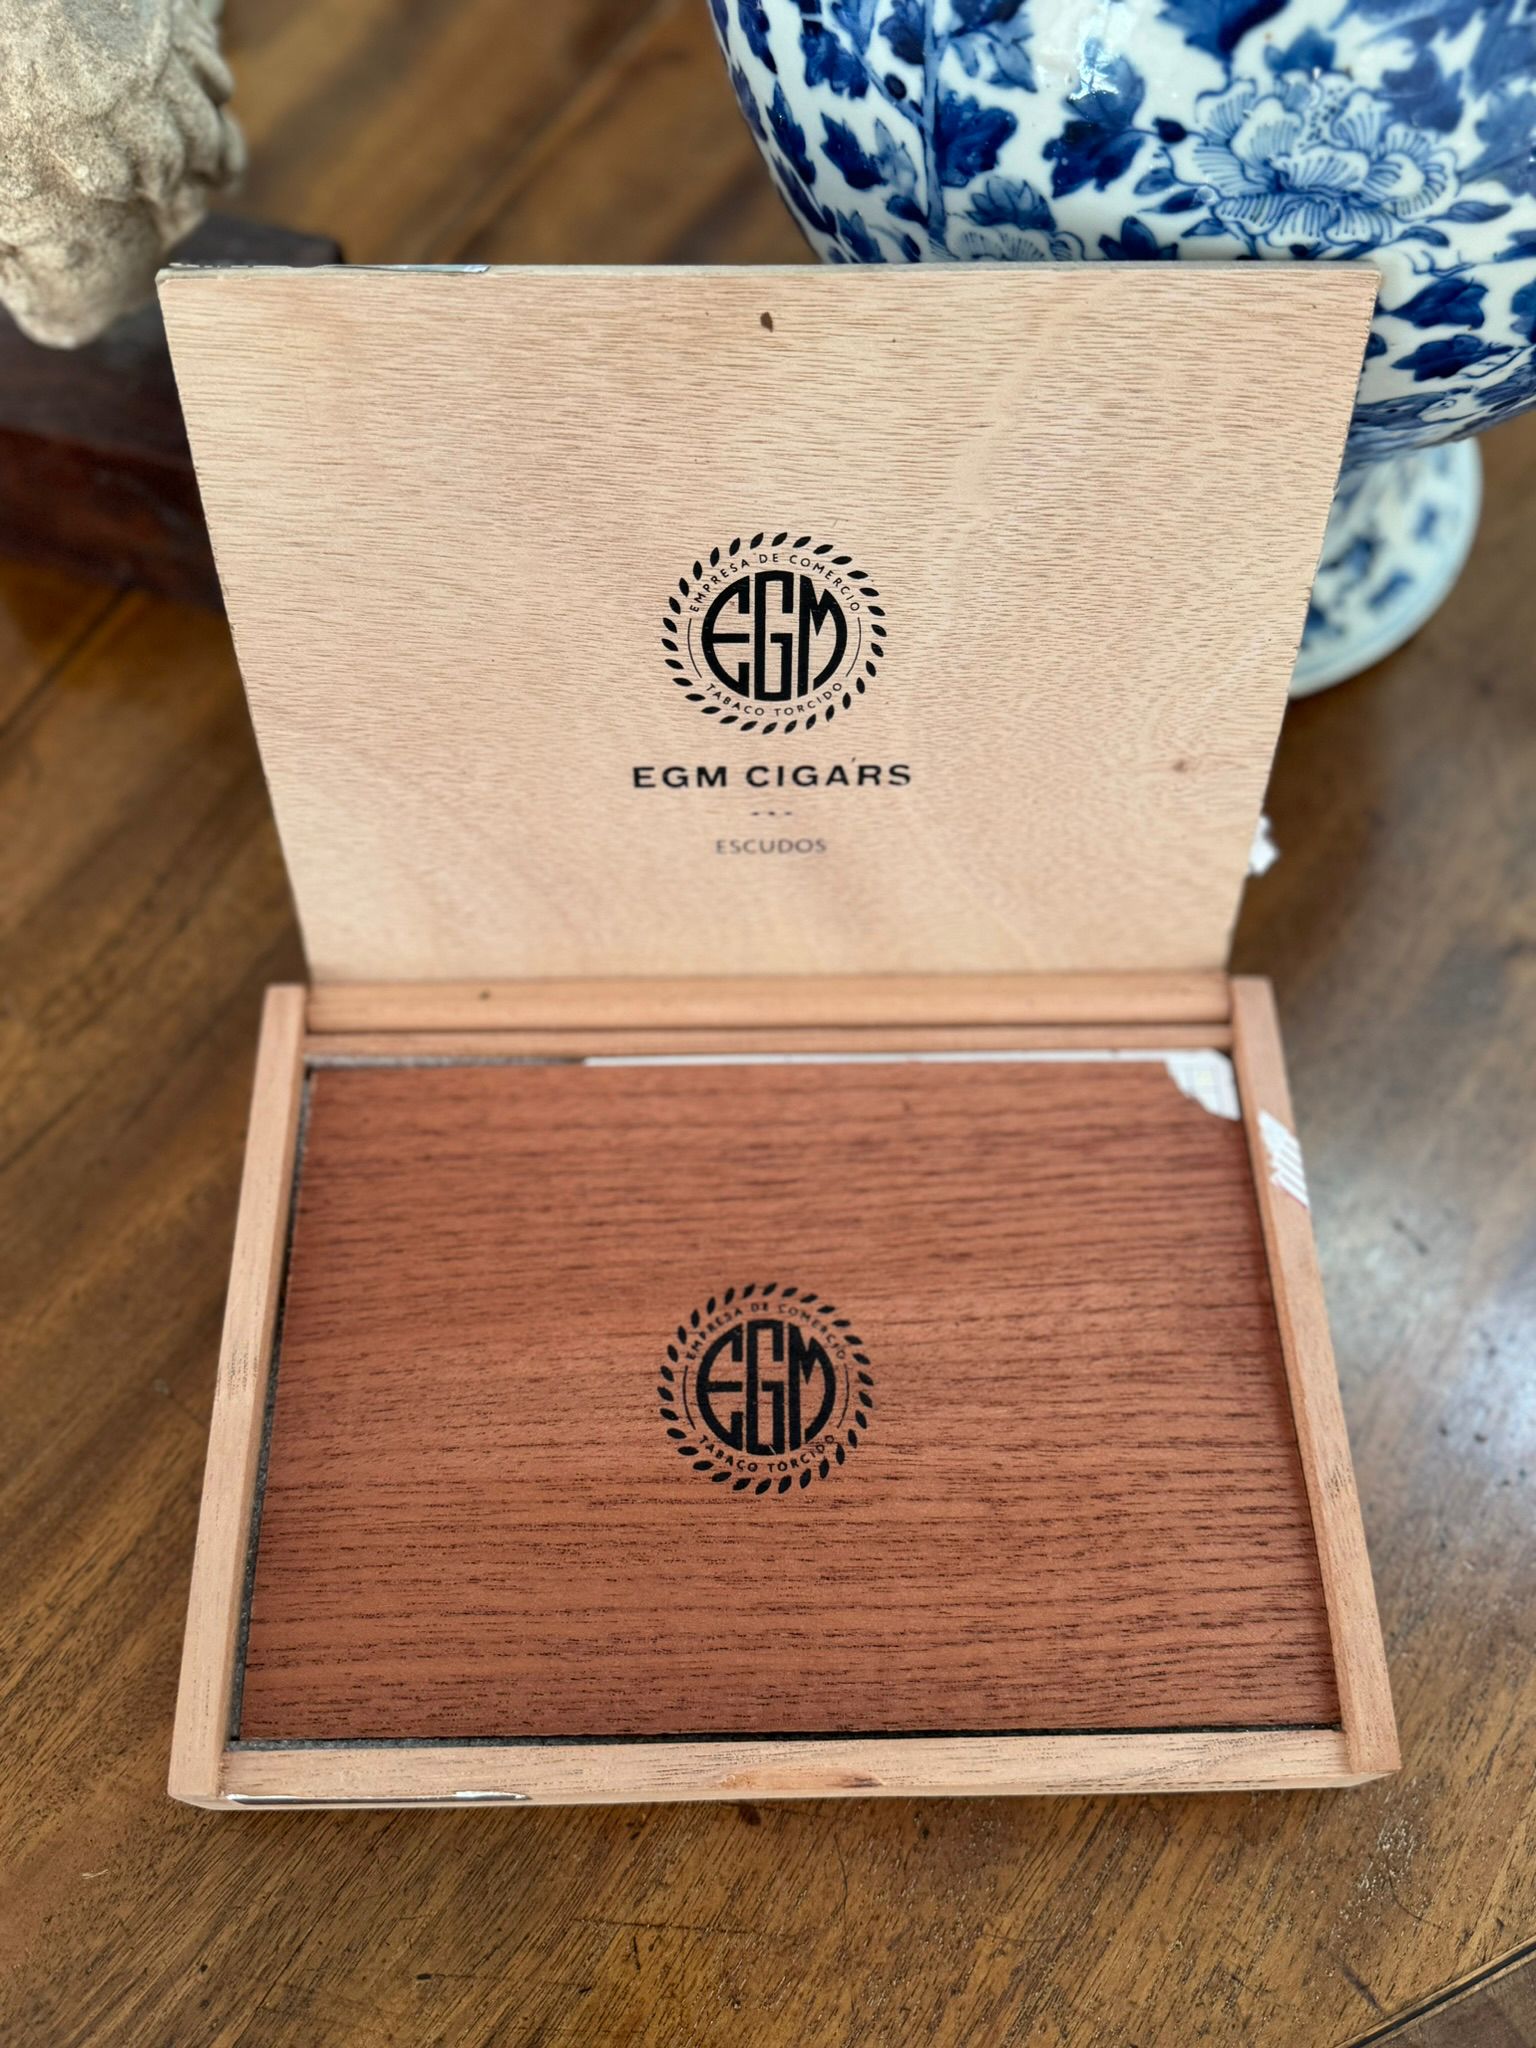 EMPRESA DE COMERCIO
EGM
TABACO TORCIDO
EGM CIGARS
ESCUDOS
EMPRESA DE COMERCIO
EGM
TABACO TORCIDO